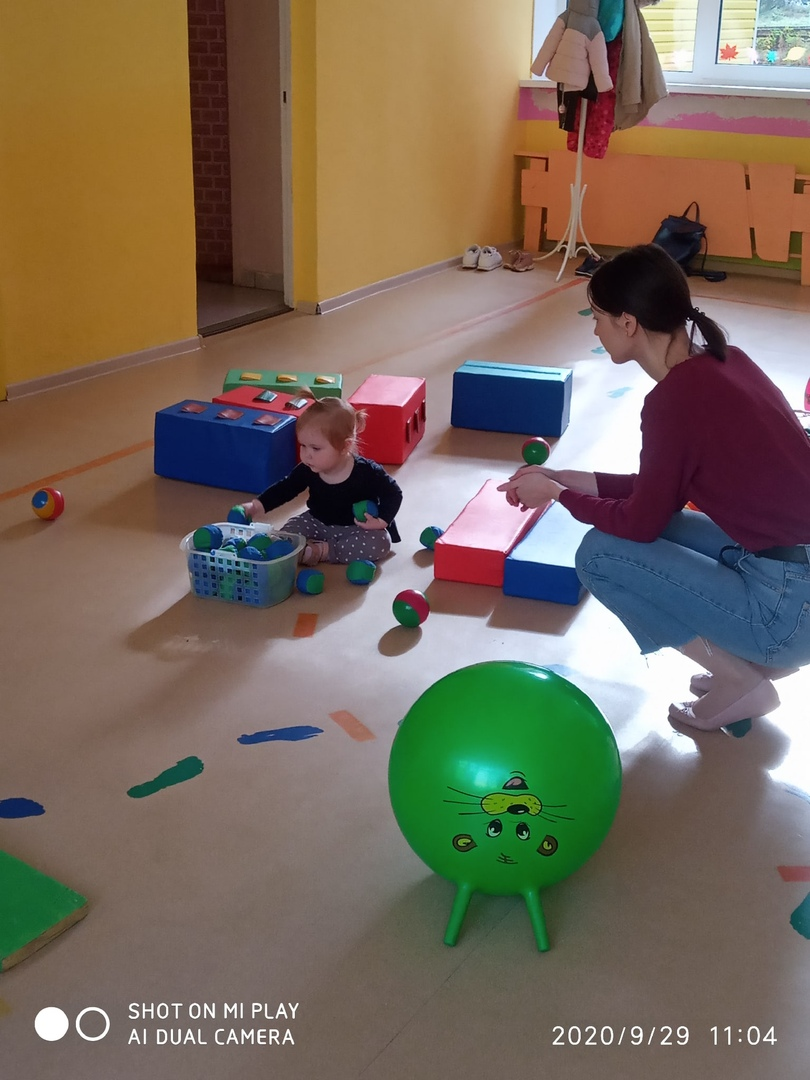 SHOT ON MI PLAY
AI DUAL CAMERA
2020/9/29 11:04